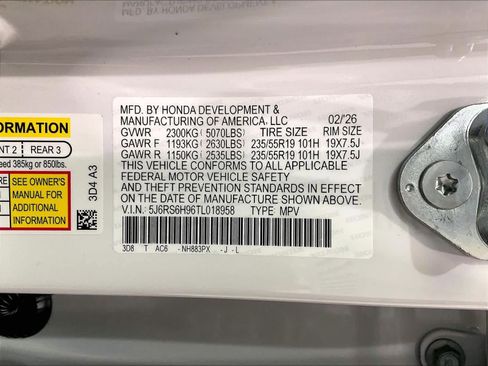 MFD. BY HONDA DEVELOPMENT &
MANUFACTURING OF AMERICA, LLC 02/'26
GVWR 2300KG (5070LBS) TIRE SIZE RIM SIZE
GAWR F 1193KG (2630LBS) 235/55R19 101H 19X7.5J
GAWR R 1150KG (2535LBS) 235/55R19 101H 19X7.5J
THIS VEHICLE CONFORMS TO ALL APPLICABLE
FEDERAL MOTOR VEHICLE SAFETY
AND THEFT PREVENTION STANDARDS IN EFFECT
ON THE DATE OF MANUFACTURE SHOWN ABOVE.
V.I.N.: 5J6RS6H96TL018958 TYPE: MPV
3D8 T AC6 -NH883PX -J -L
ORMATION
NT 2 REAR 3
eed 385kg or 850lbs.
SEE OWNER'S
MANUAL FOR
ADDITIONAL
INFORMATION
3D4 A3